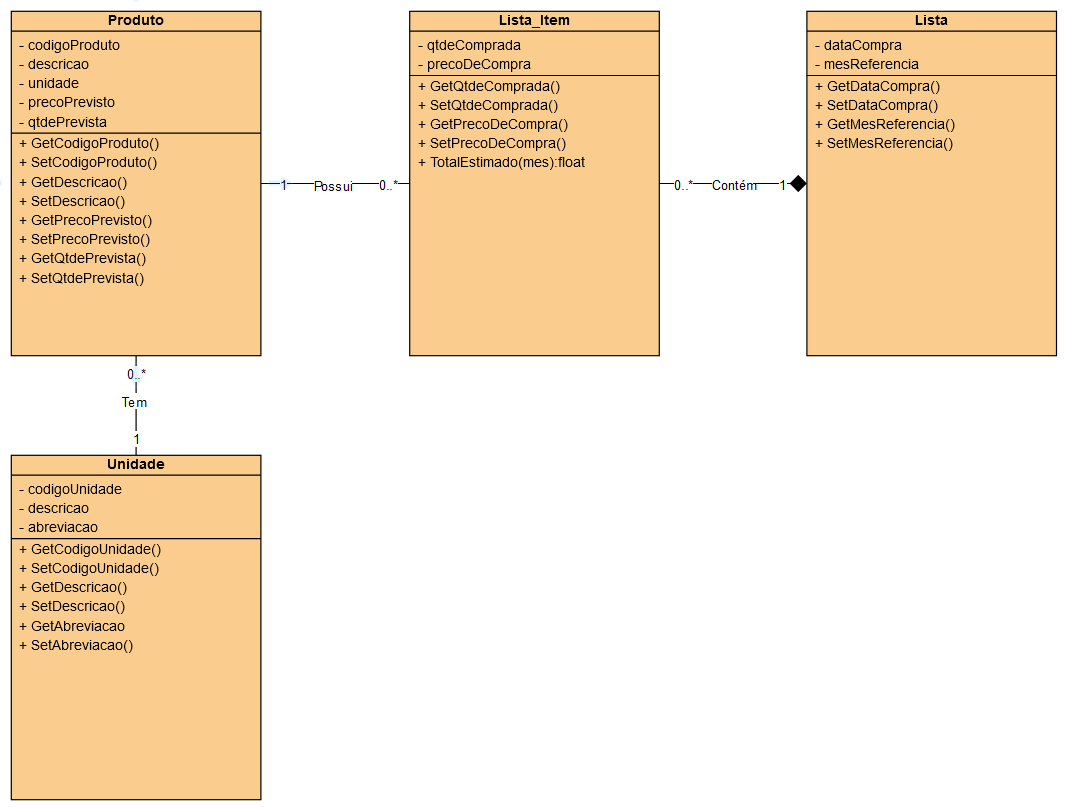 Produto
- codigoProduto
- descricao
- unidade
- precoPrevisto
- qtdePrevista
+ GetCodigoProduto()
+ SetCodigoProduto()
+ GetDescricao()
+ SetDescricao()
+ GetPrecoPrevisto()
+ SetPrecoPrevisto()
+ GetQtdePrevista()
+ SetQtdePrevista()
1
Possui
0..*
Lista_Item
- qtdeComprada
- precoDeCompra
+ GetQtdeComprada()
+ SetQtdeComprada()
+ GetPrecoDeCompra()
+ SetPrecoDeCompra()
+ TotalEstimado(mes):float
0..*
Contém
1
Lista
- dataCompra
- mesReferencia
+ GetDataCompra()
+ SetDataCompra()
+ GetMesReferencia()
+ SetMesReferencia()
0..*
Tem
1
Unidade
- codigoUnidade
- descricao
- abreviacao
+ GetCodigoUnidade()
+ SetCodigoUnidade()
+ GetDescricao()
+ SetDescricao()
+ GetAbreviacao
+ SetAbreviacao()